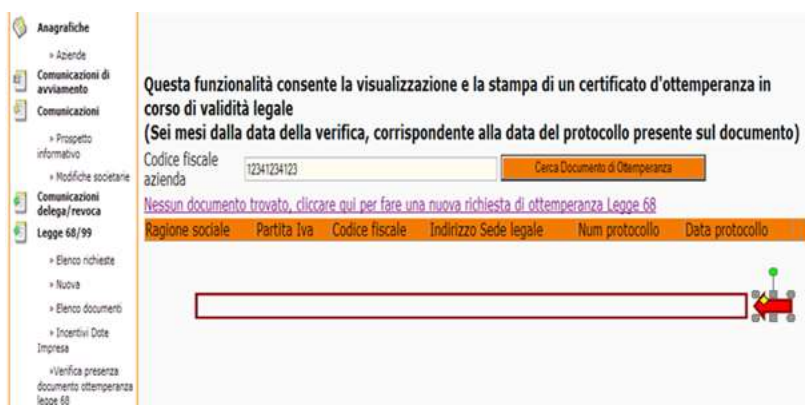 Anagrafiche
» Aziende
Comunicazioni di
avviamento
Comunicazioni
» Prospetto
informativo
» Modifiche societarie
Comunicazioni
delega/revoca
Legge 68/99
» Elenco richieste
» Nuova
» Elenco documenti
» Incentivi Dote
Impresa
»Verifica presenza
documento ottemperanza
legge 68
Questa funzionalità consente la visualizzazione e la stampa di un certificato d'ottemperanza in
corso di validità legale
(Sei mesi dalla data della verifica, corrispondente alla data del protocollo presente sul documento)
Codice fiscale
azienda
12341234123
Cerca Documento di Ottemperanza
Nessun documento trovato, cliccare qui per fare una nuova richiesta di ottemperanza Legge 68
Ragione sociale Partita Iva Codice fiscale Indirizzo Sede legale Num protocollo Data protocollo